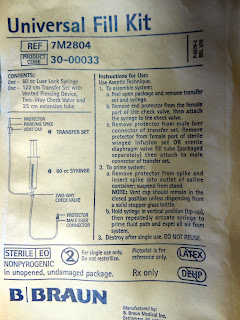 Universal Fill Kit
REF 7M2804
PRODUCT CODE 30-00033
CONTENTS:
One - 60 cc Luer Lock Syringe
One - 122 cm Transfer Set with
Vented Piercing Device,
Two-Way Check Valve and
25 cm extension tube
PROTECTOR
PIERCING SPIKE
VENT CAP
TRANSFER SET
60 cc SYRINGE
TWO-WAY
CHECK VALVE
PROTECTOR
MALE LUER
CONNECTOR
Instructions for Use:
Use Aseptic Technique.
1. To assemble system:
a. Peel open package and remove transfer
set and syringe.
b. Remove end protector from the female
port of the check valve, then attach
the syringe to the check valve.
c. Remove protector from male luer
connector of transfer set. Remove
protector from female port of sterile
winged infusion set OR sterile
diaphragm valve SE tube (packaged
separately) then attach to male
connector of transfer set.
2. To prime system:
a. Remove protector from spike and
insert spike into outlet of saline
container; suspend from stand.
NOTE: Vent cap should remain in the
closed position unless dispensing from
a solid stopper glass bottle.
b. Hold syringe in vertical position (tip-up),
then repeatedly actuate syringe to
prime fluid path and expel all air from
system.
3. Destroy after single use. DO NOT REUSE.
STERILE EO
NONPYROGENIC
in unopened, undamaged package.
2 For single use only.
Do not resterilize.
Pictorial is for
reference only.
Rx only
LATEX
DEHP
B|BRAUN
Manufactured by:
B. Braun Medical Inc.